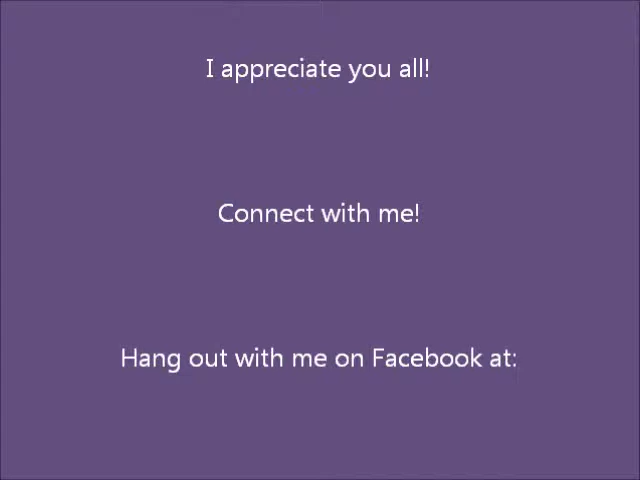 I appreciate you all!
Connect with me!
Hang out with me on Facebook at: